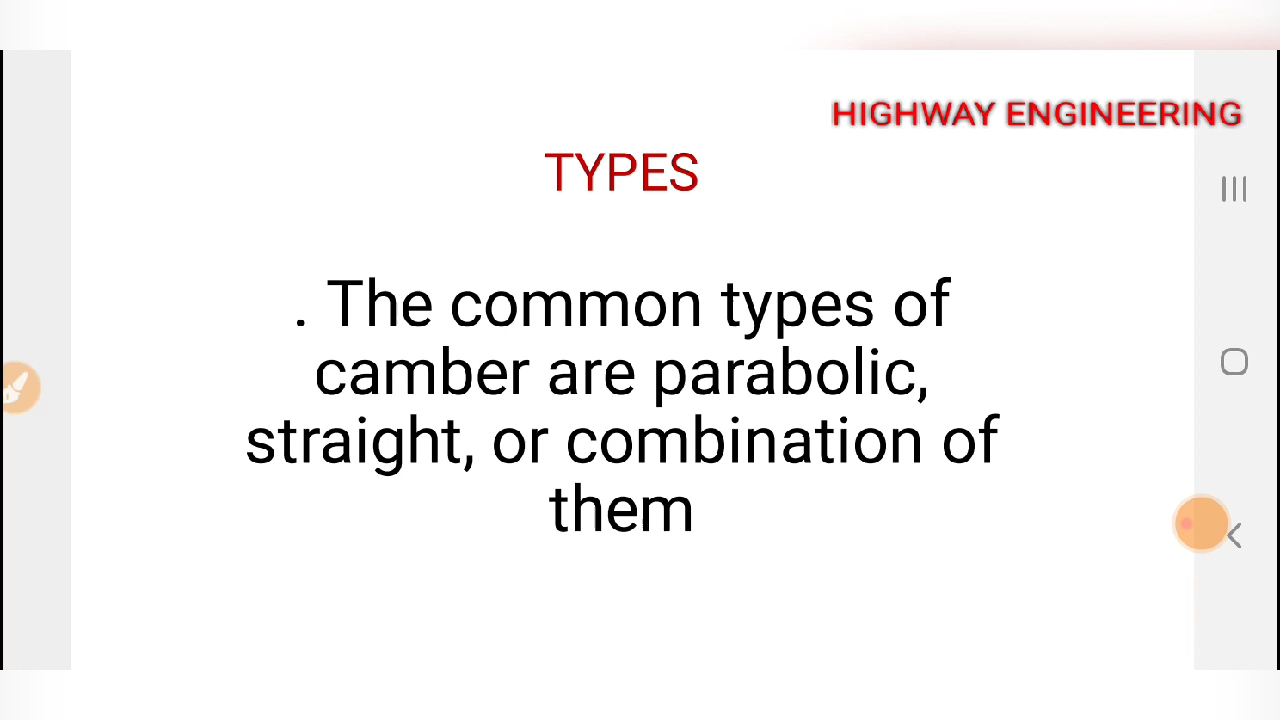 HIGHWAY ENGINEERING
TYPES
. The common types of
camber are parabolic,
straight, or combination of
them